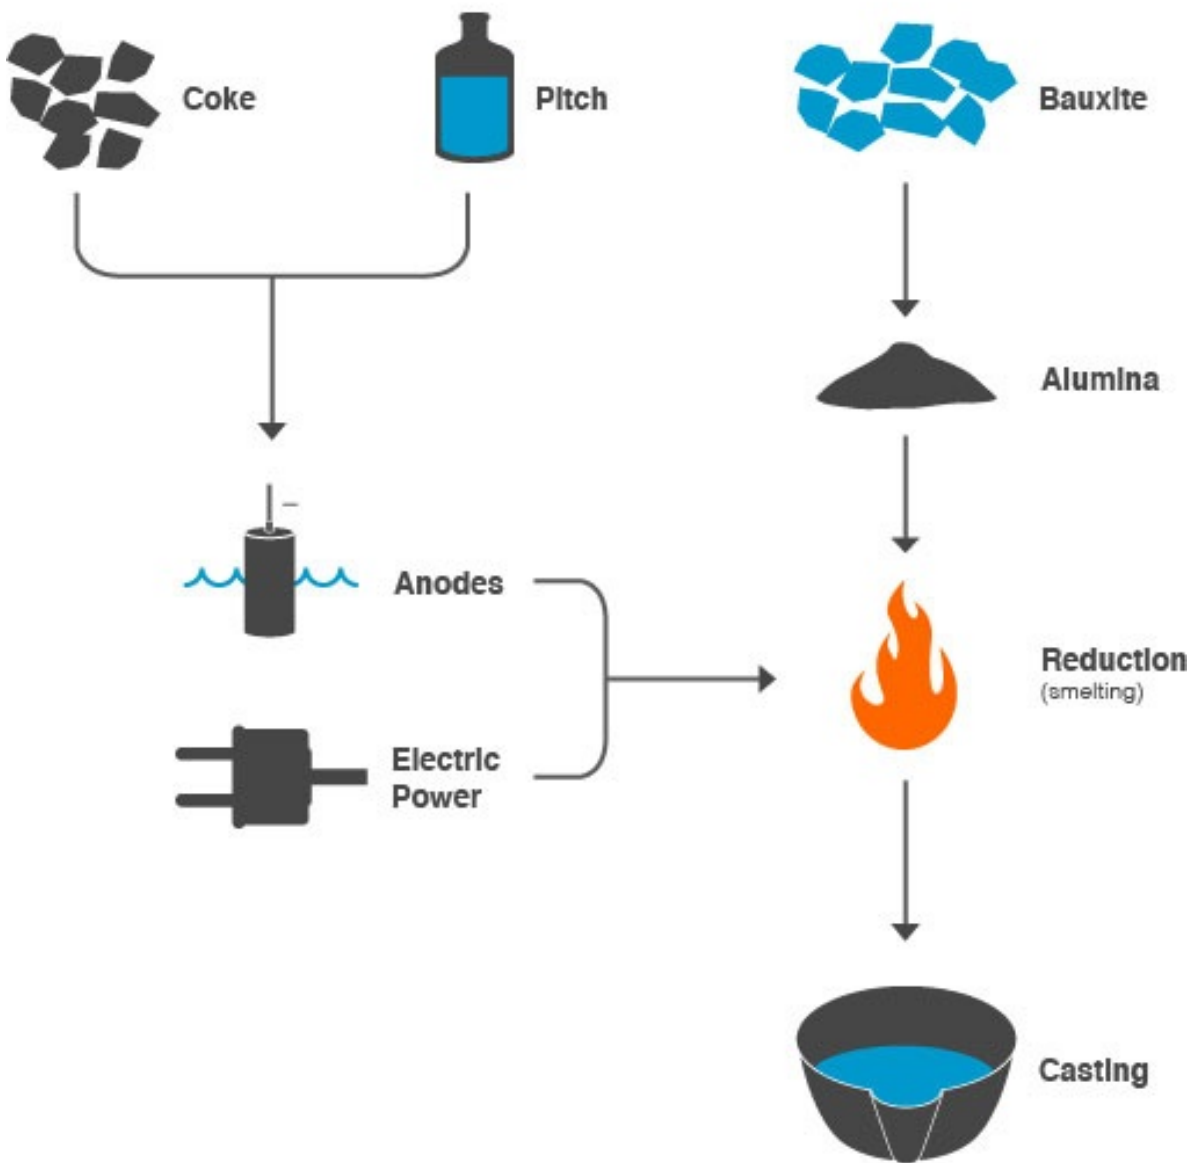 Coke
Pitch
Bauxite
Alumina
–
Anodes
Reduction
(smelting)
Electric
Power
Casting